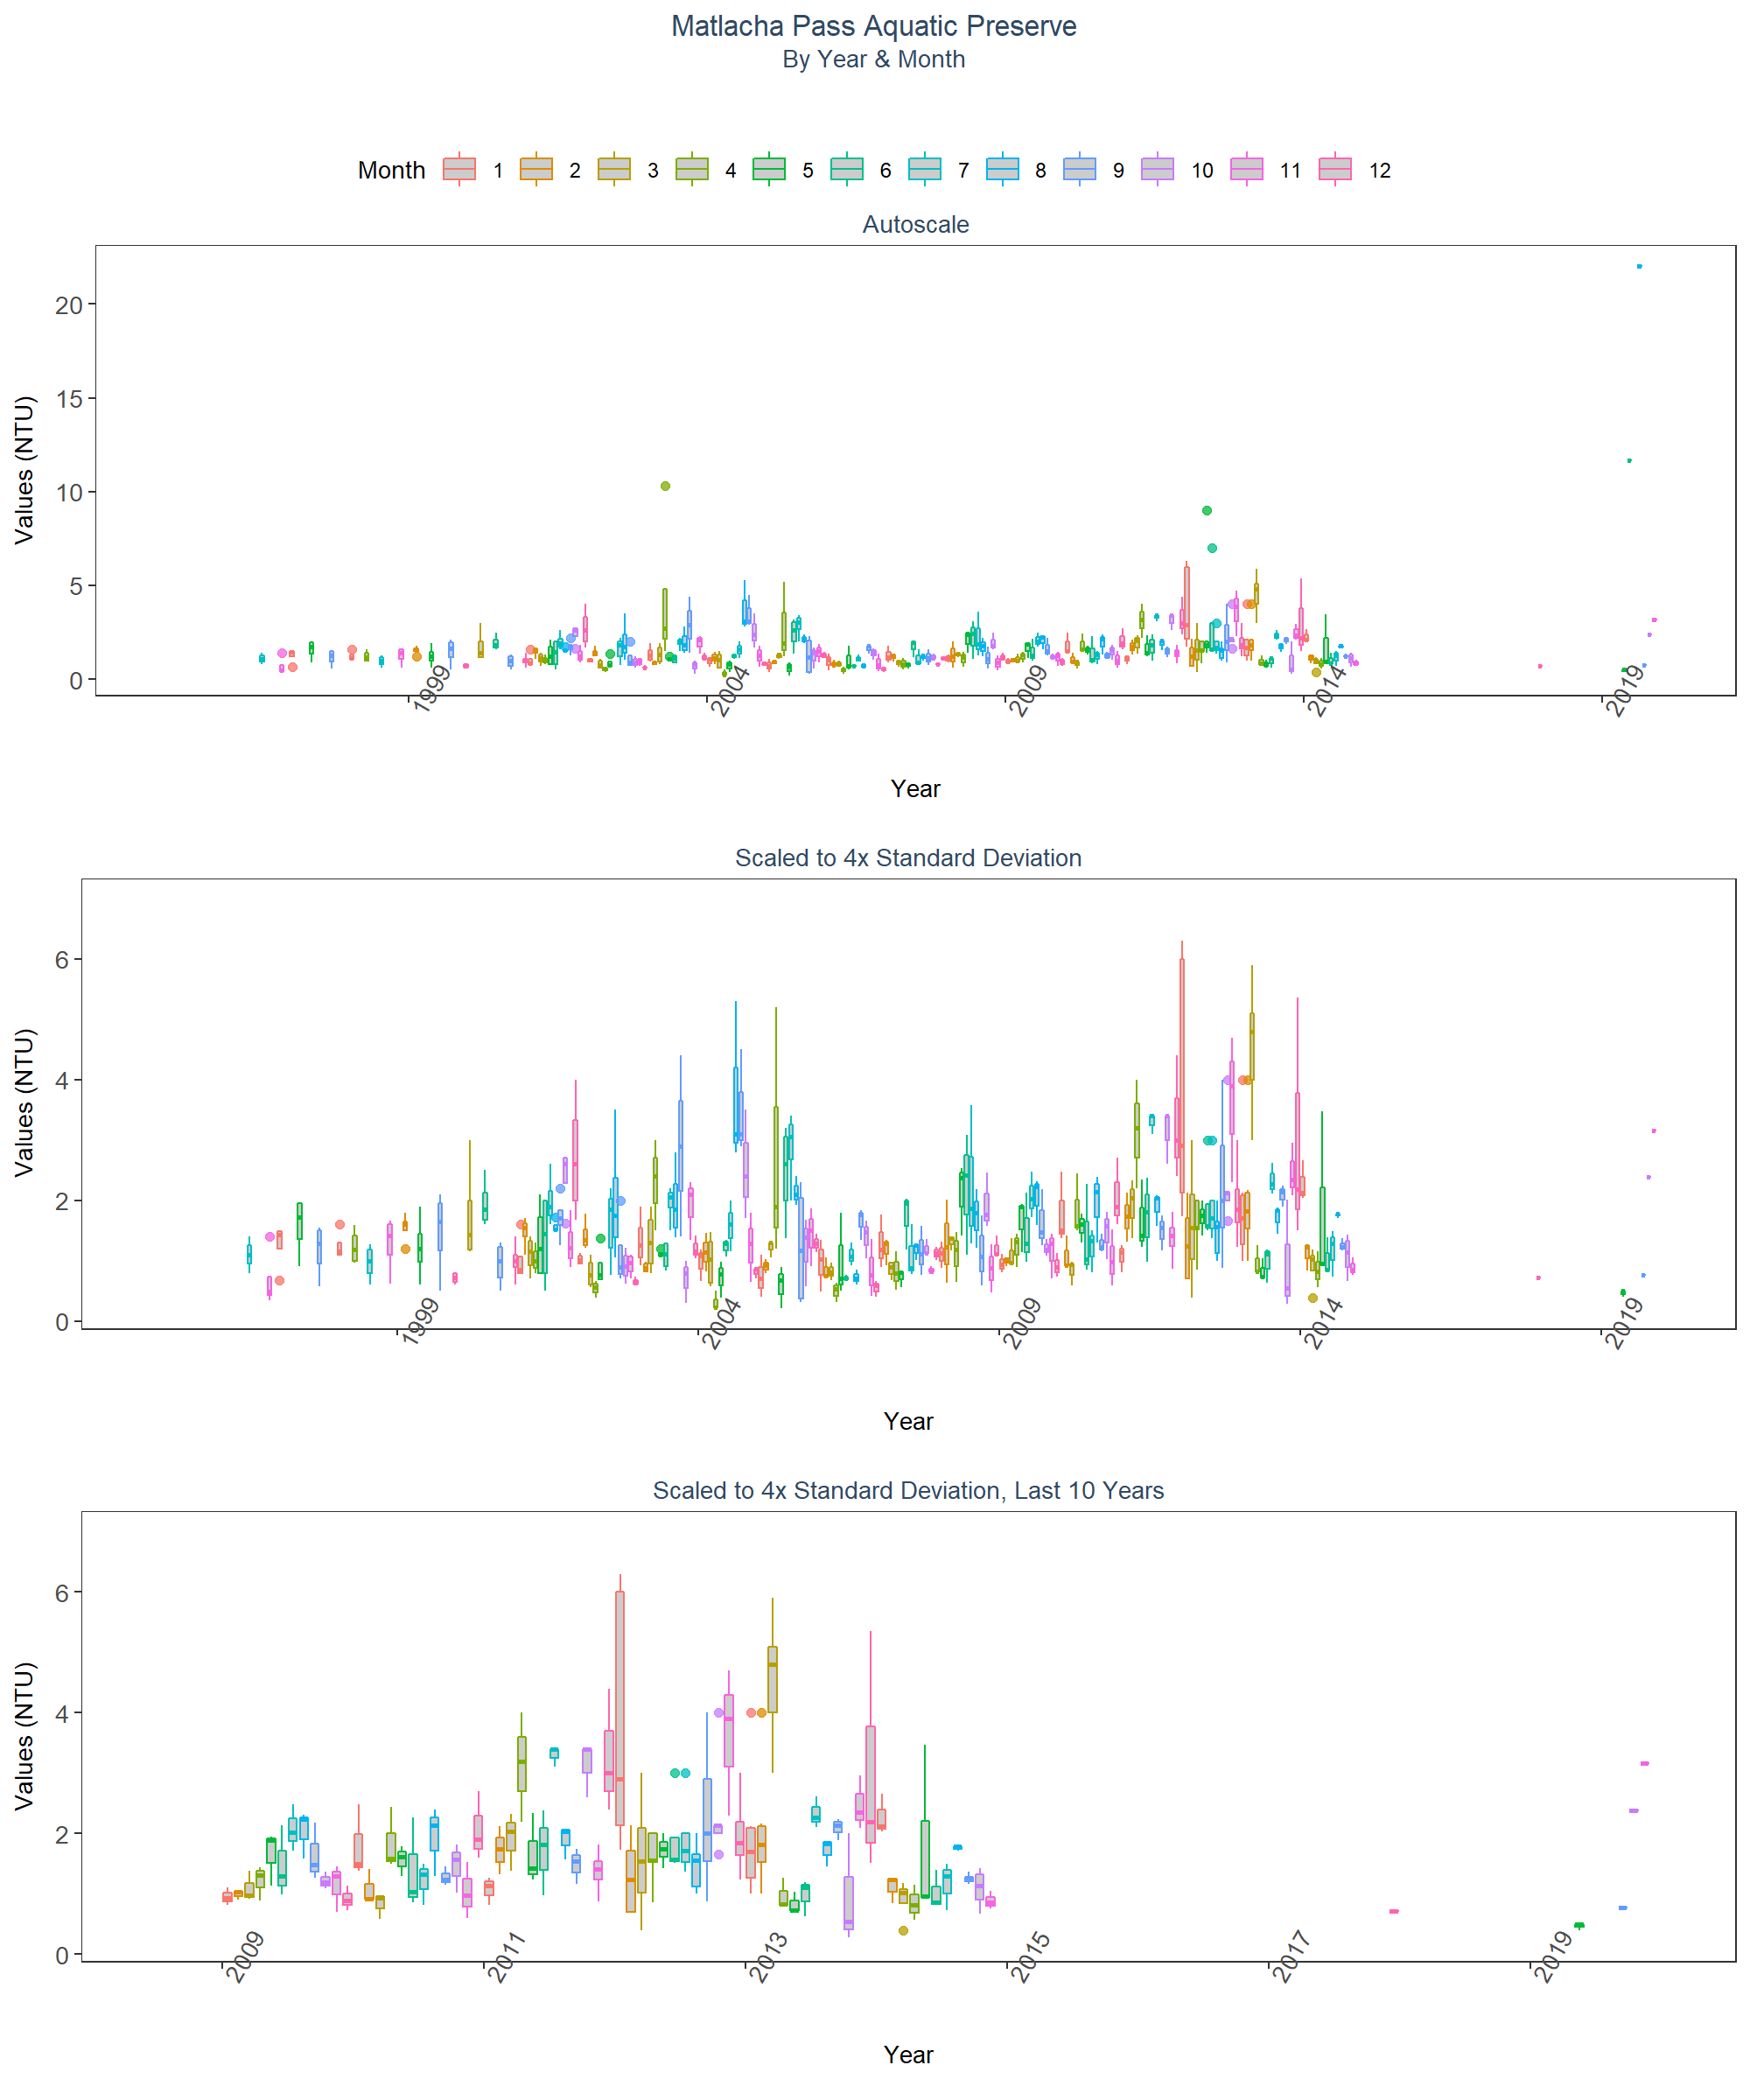 Matlacha Pass Aquatic Preserve
By Year & Month
Month 1 2 3 4 5 6 7 8 9 10 11 12
Autoscale
Values (NTU)
20
15
10
5
0
1999 2004 2009 2014 2019
Year
Scaled to 4x Standard Deviation
Values (NTU)
6
4
2
0
1999 2004 2009 2014 2019
Year
Scaled to 4x Standard Deviation, Last 10 Years
Values (NTU)
6
4
2
0
2009 2011 2013 2015 2017 2019
Year